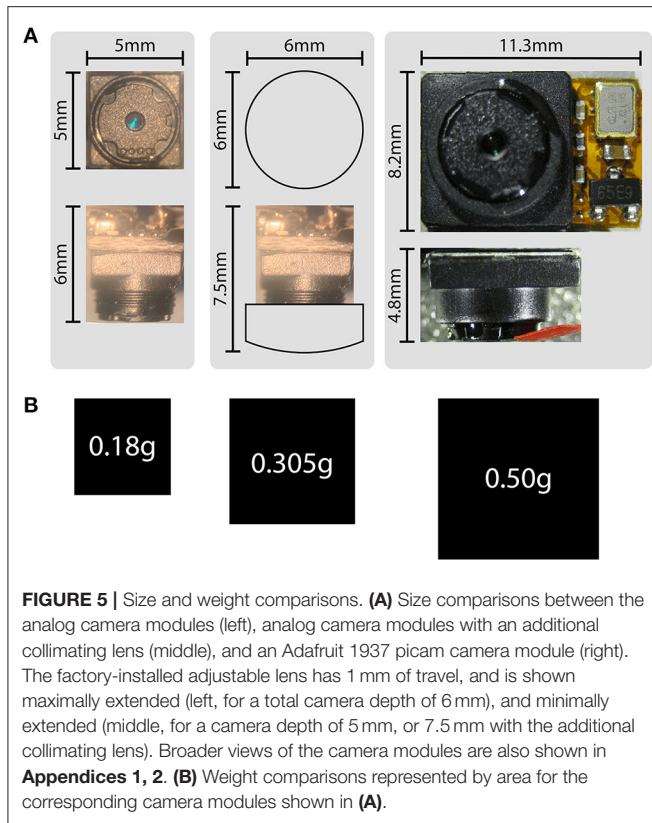 A
5mm
6mm
11.3mm
5mm
6mm
8.2mm
6mm
7.5mm
4.8mm
65E9
B
0.18g
0.305g
0.50g
FIGURE 5 | Size and weight comparisons. (A) Size comparisons between the
analog camera modules (left), analog camera modules with an additional
collimating lens (middle), and an Adafruit 1937 picam camera module (right).
The factory-installed adjustable lens has 1 mm of travel, and is shown
maximally extended (left, for a total camera depth of 6 mm), and minimally
extended (middle, for a camera depth of 5 mm, or 7.5 mm with the additional
collimating lens). Broader views of the camera modules are also shown in
Appendices 1, 2. (B) Weight comparisons represented by area for the
corresponding camera modules shown in (A).